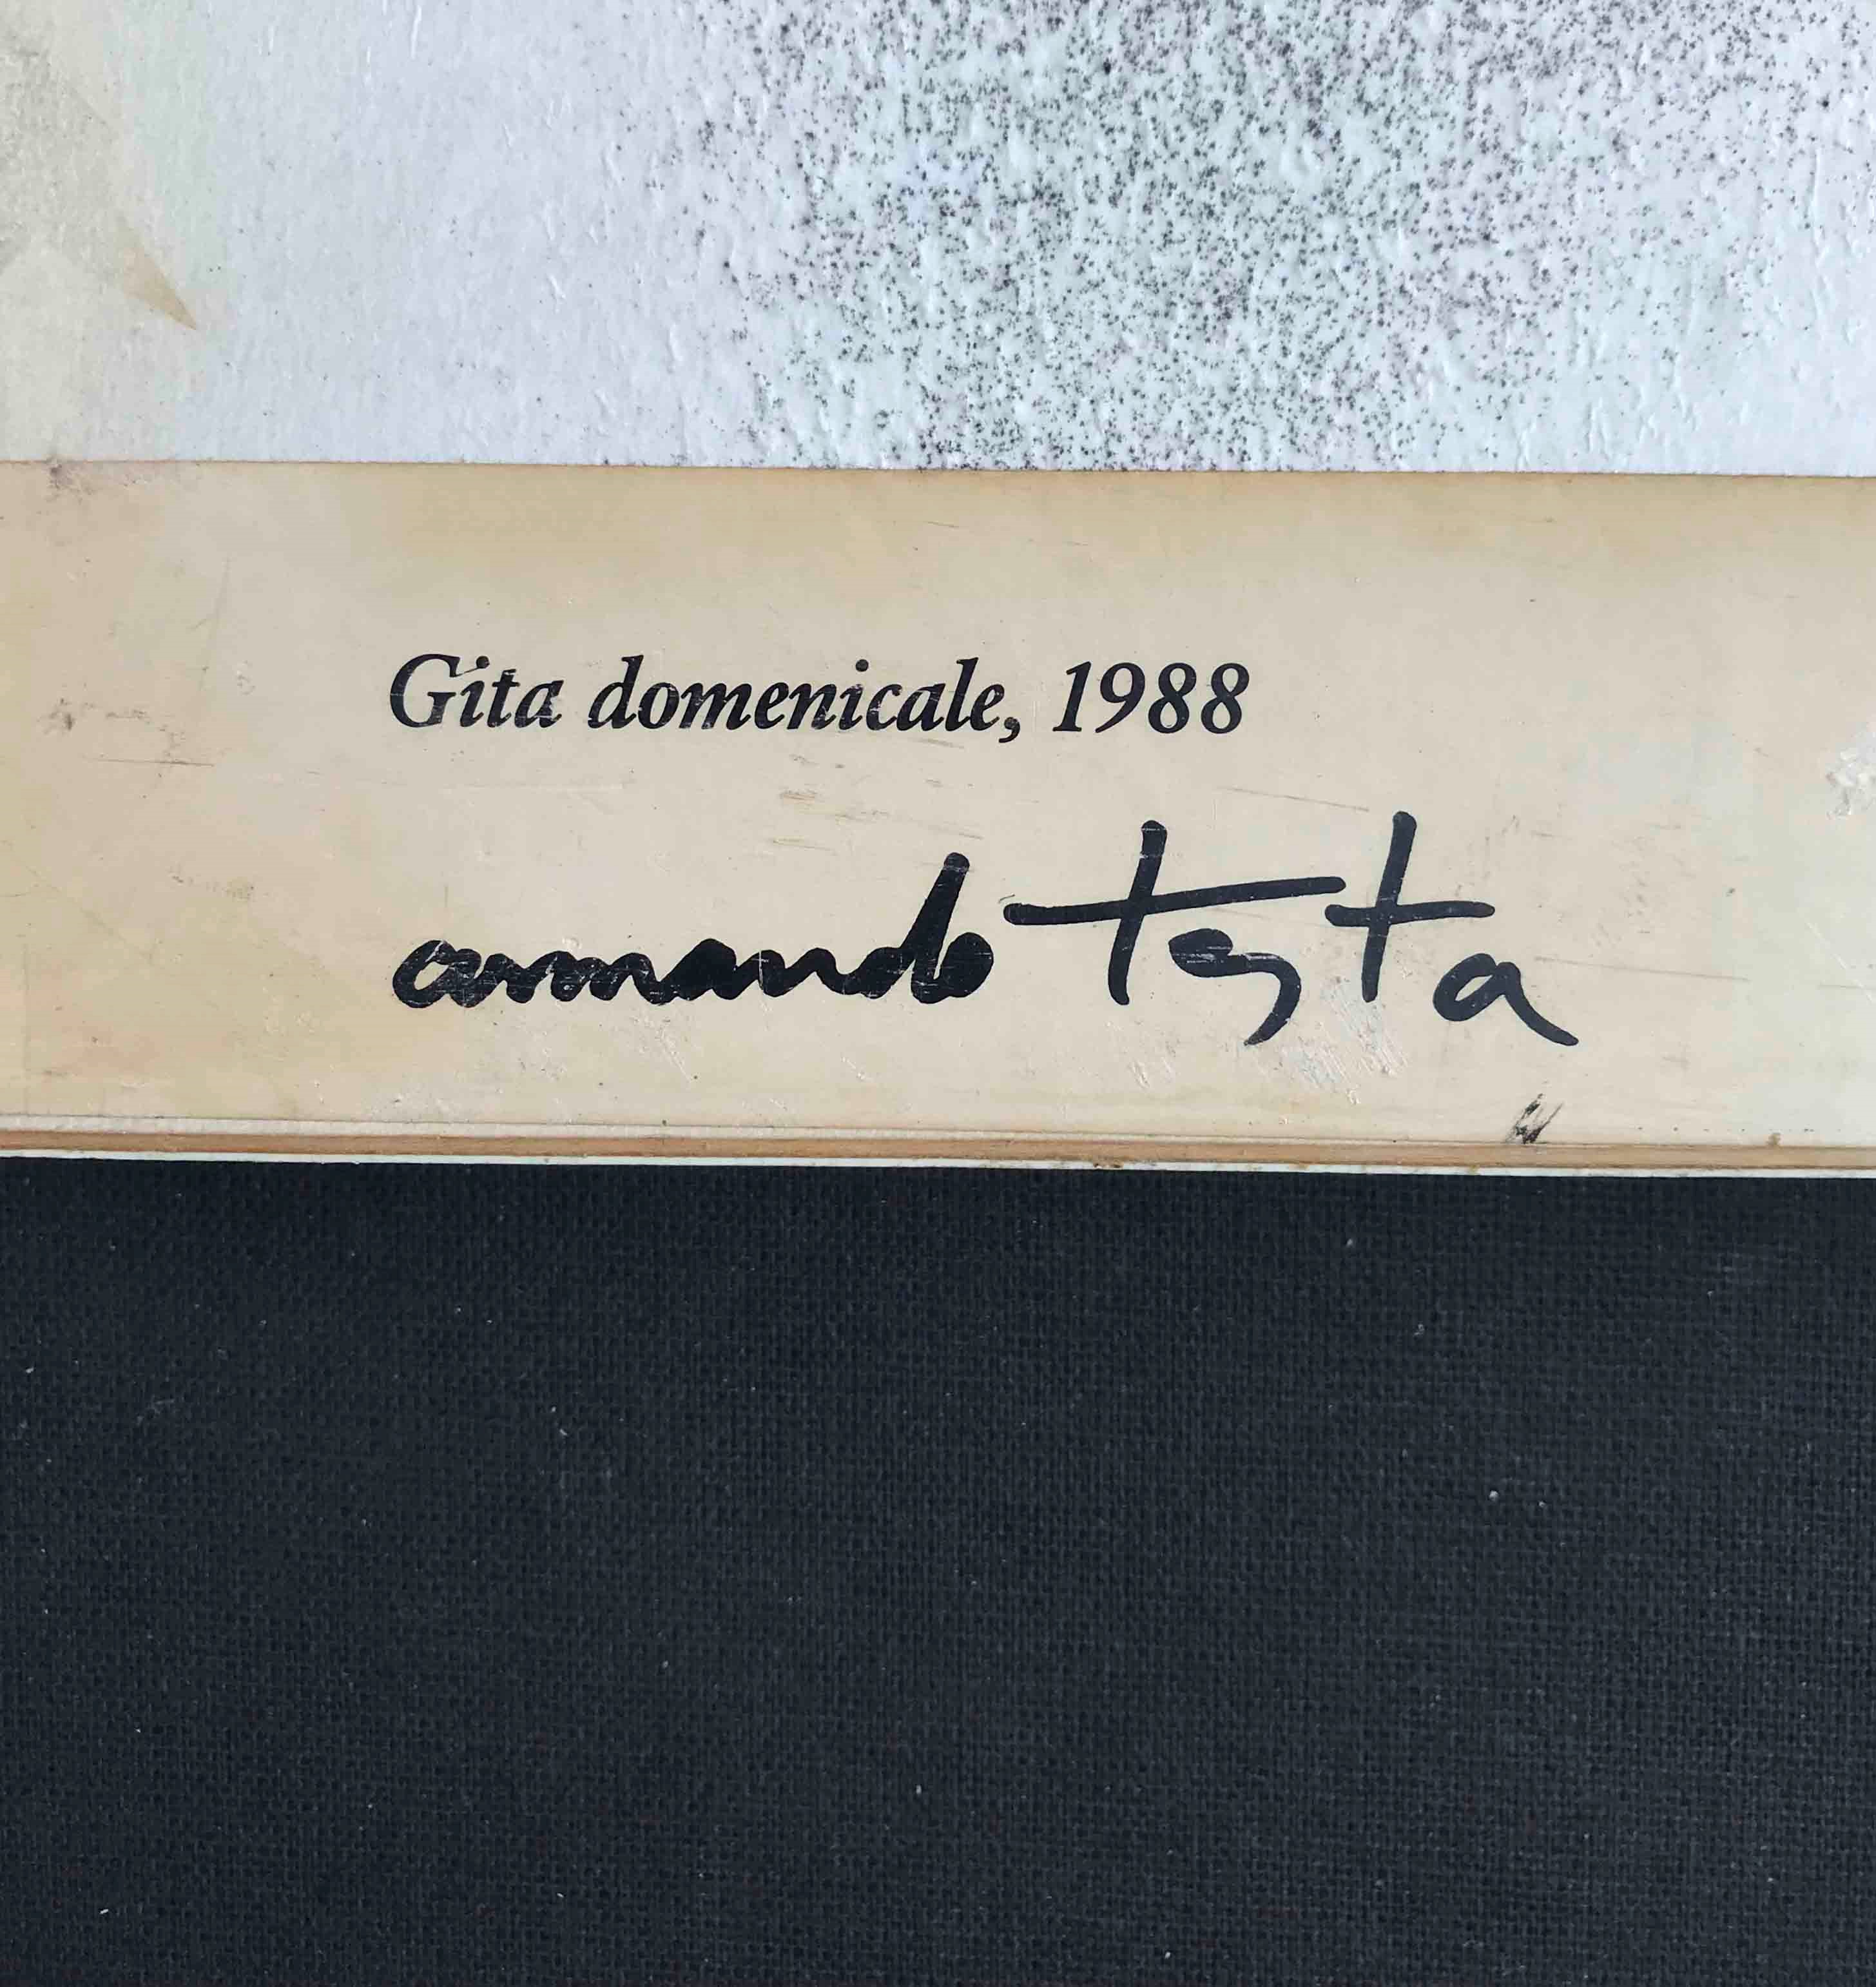 Gita domenicale, 1988
armando testa